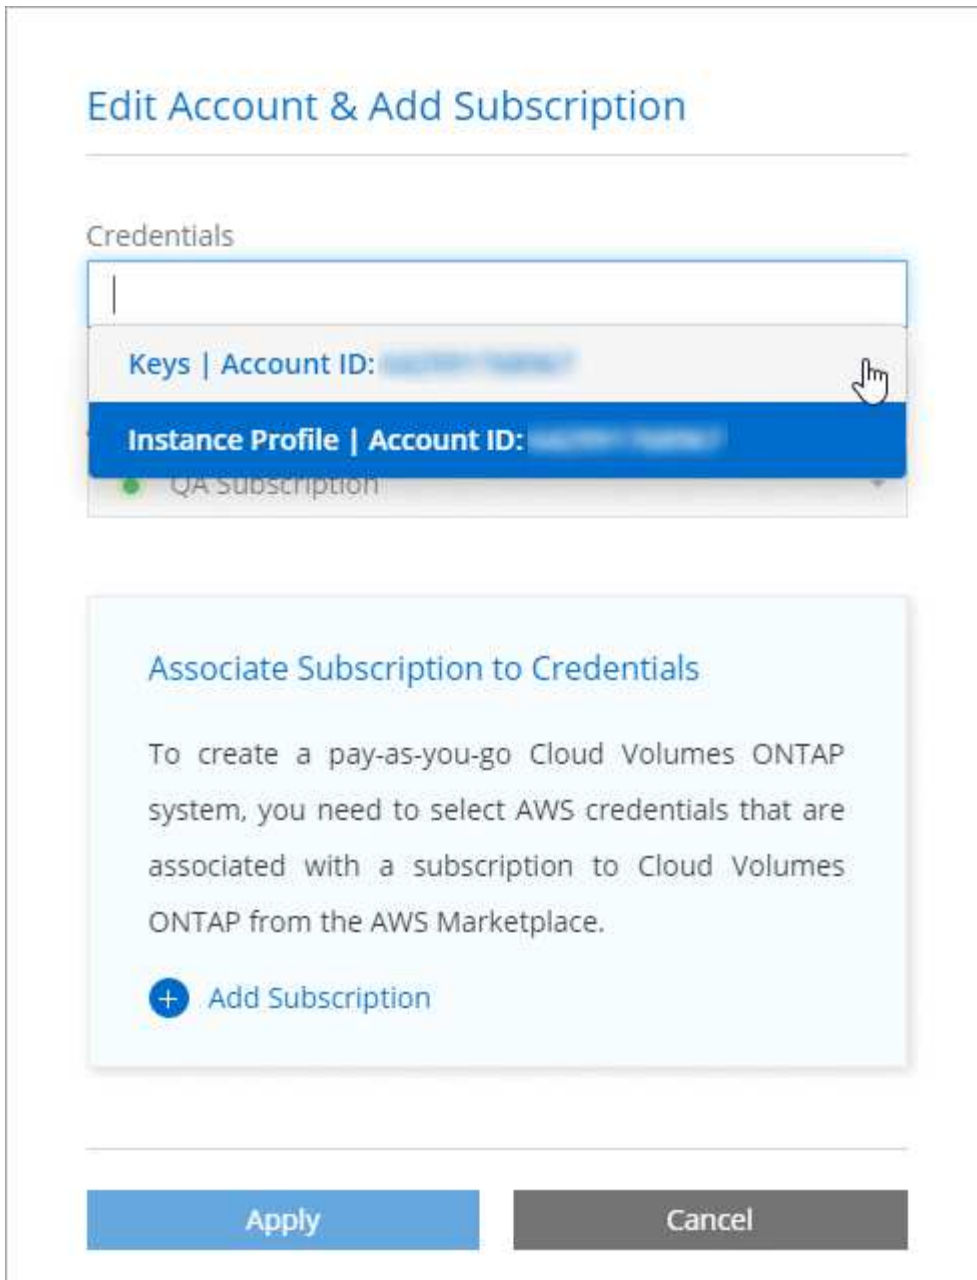 Edit Account & Add Subscription
Credentials
Keys | Account ID:
Instance Profile | Account ID:
QA Subscription
Associate Subscription to Credentials
To create a pay-as-you-go Cloud Volumes ONTAP
system, you need to select AWS credentials that are
associated with a subscription to Cloud Volumes
ONTAP from the AWS Marketplace.
Add Subscription
Apply
Cancel